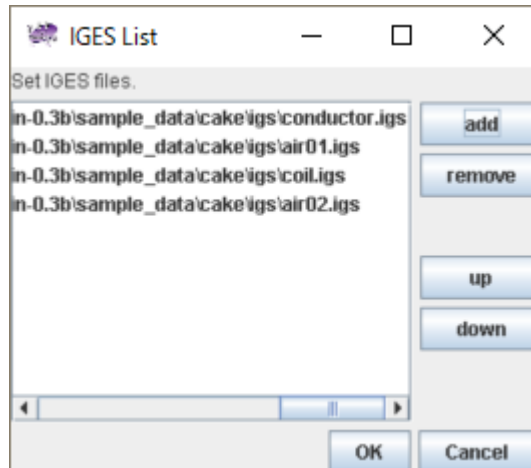 IGES List
Set IGES files.
in-0.3b\sample_data\cake\igs\conductor.igs
in-0.3b\sample_data\cake\igs\air01.igs
in-0.3b\sample_data\cake\igs\coil.igs
in-0.3b\sample_data\cake\igs\air02.igs
add
remove
up
down
OK Cancel